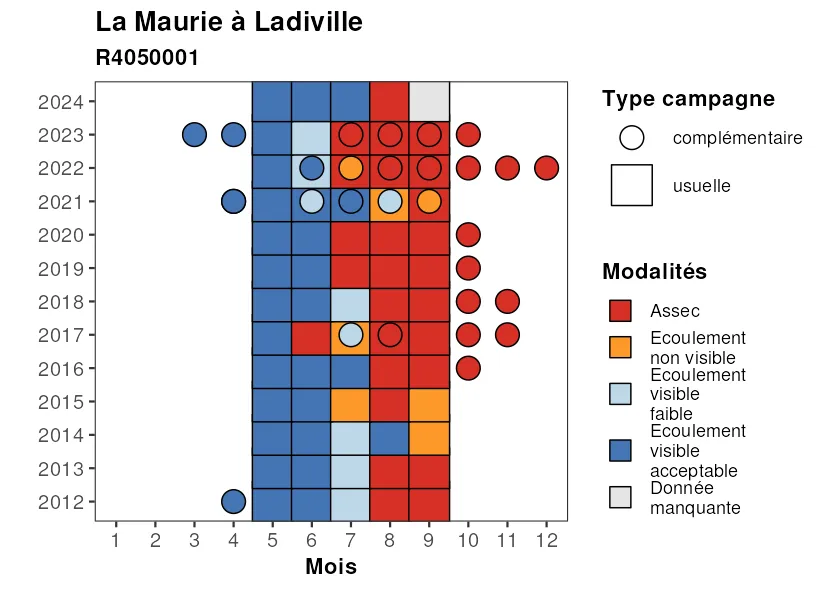 La Maurie à Ladiville
R4050001
2024
2023
2022
2021
2020
2019
2018
2017
2016
2015
2014
2013
2012
1 2 3 4 5 6 7 8 9 10 11 12
Mois
Type campagne
complémentaire
usuelle
Modalités
Assec
Ecoulement
non visible
Ecoulement
visible
faible
Ecoulement
visible
acceptable
Donnée
manquante